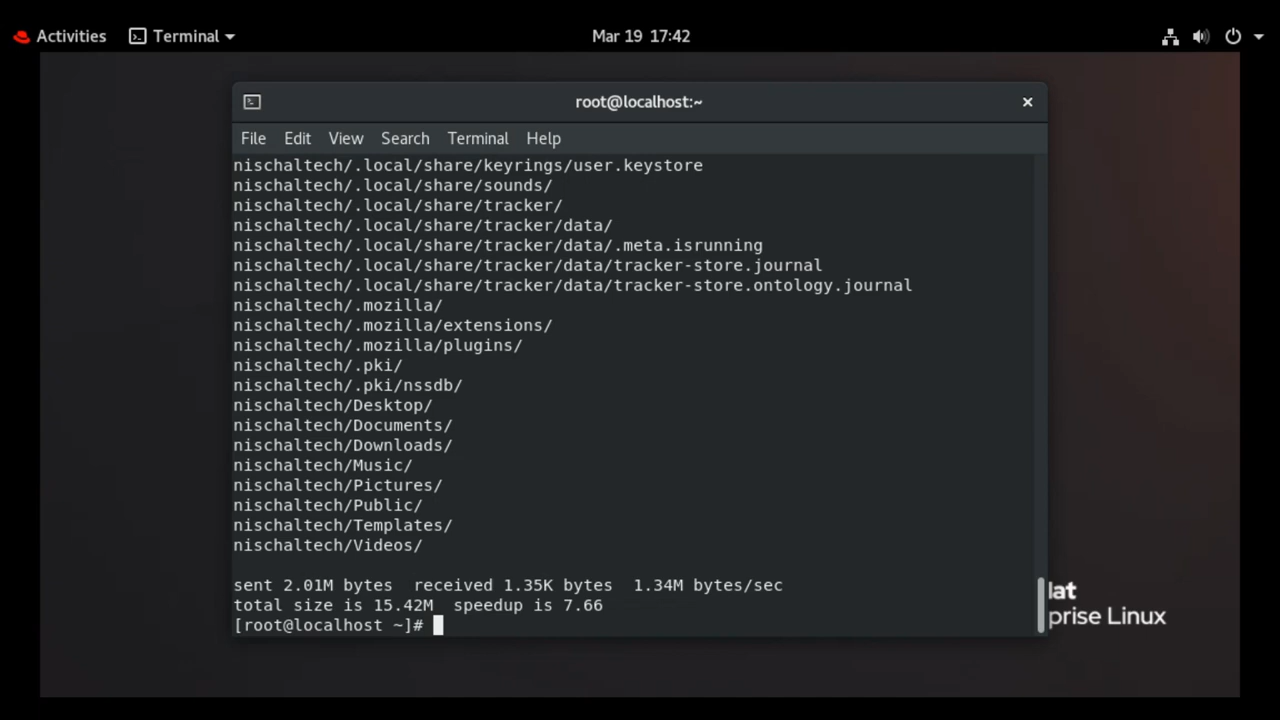 Activities Terminal Mar 19 17:42
root@localhost:~
File Edit View Search Terminal Help
nischaltech/.local/share/keyrings/user.keystore
nischaltech/.local/share/sounds/
nischaltech/.local/share/tracker/
nischaltech/.local/share/tracker/data/
nischaltech/.local/share/tracker/data/.meta.isrunning
nischaltech/.local/share/tracker/data/tracker-store.journal
nischaltech/.local/share/tracker/data/tracker-store.ontology.journal
nischaltech/.mozilla/
nischaltech/.mozilla/extensions/
nischaltech/.mozilla/plugins/
nischaltech/.pki/
nischaltech/.pki/nssdb/
nischaltech/Desktop/
nischaltech/Documents/
nischaltech/Downloads/
nischaltech/Music/
nischaltech/Pictures/
nischaltech/Public/
nischaltech/Templates/
nischaltech/Videos/
sent 2.01M bytes  received 1.35K bytes  1.34M bytes/sec
total size is 15.42M  speedup is 7.66
[root@localhost ~]#
lat
prise Linux